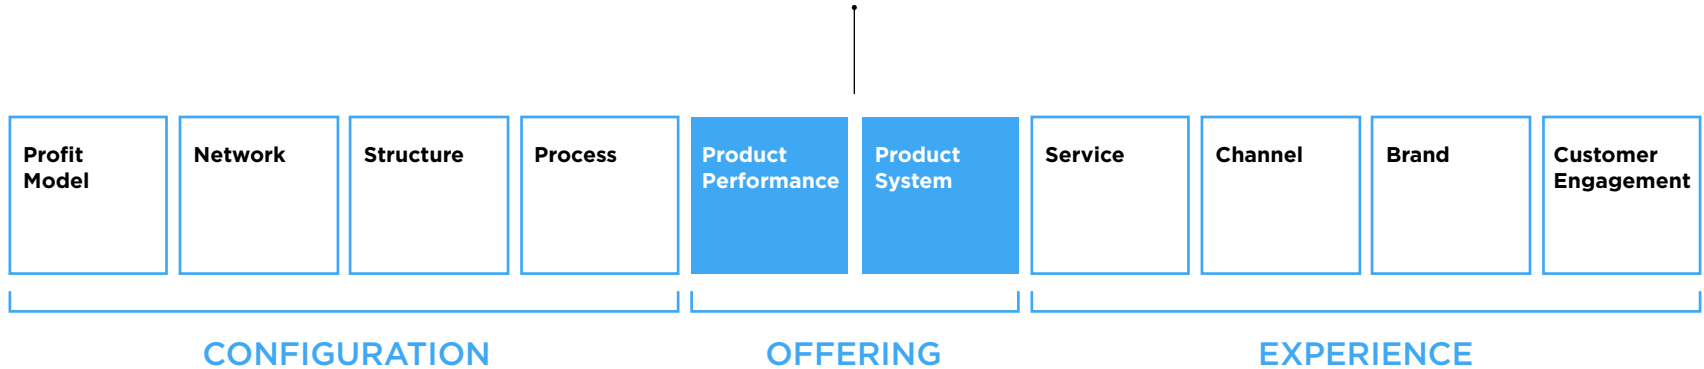 Profit
Model
Network
Structure
Process
Product
Performance
Product
System
Service
Channel
Brand
Customer
Engagement
CONFIGURATION
OFFERING
EXPERIENCE